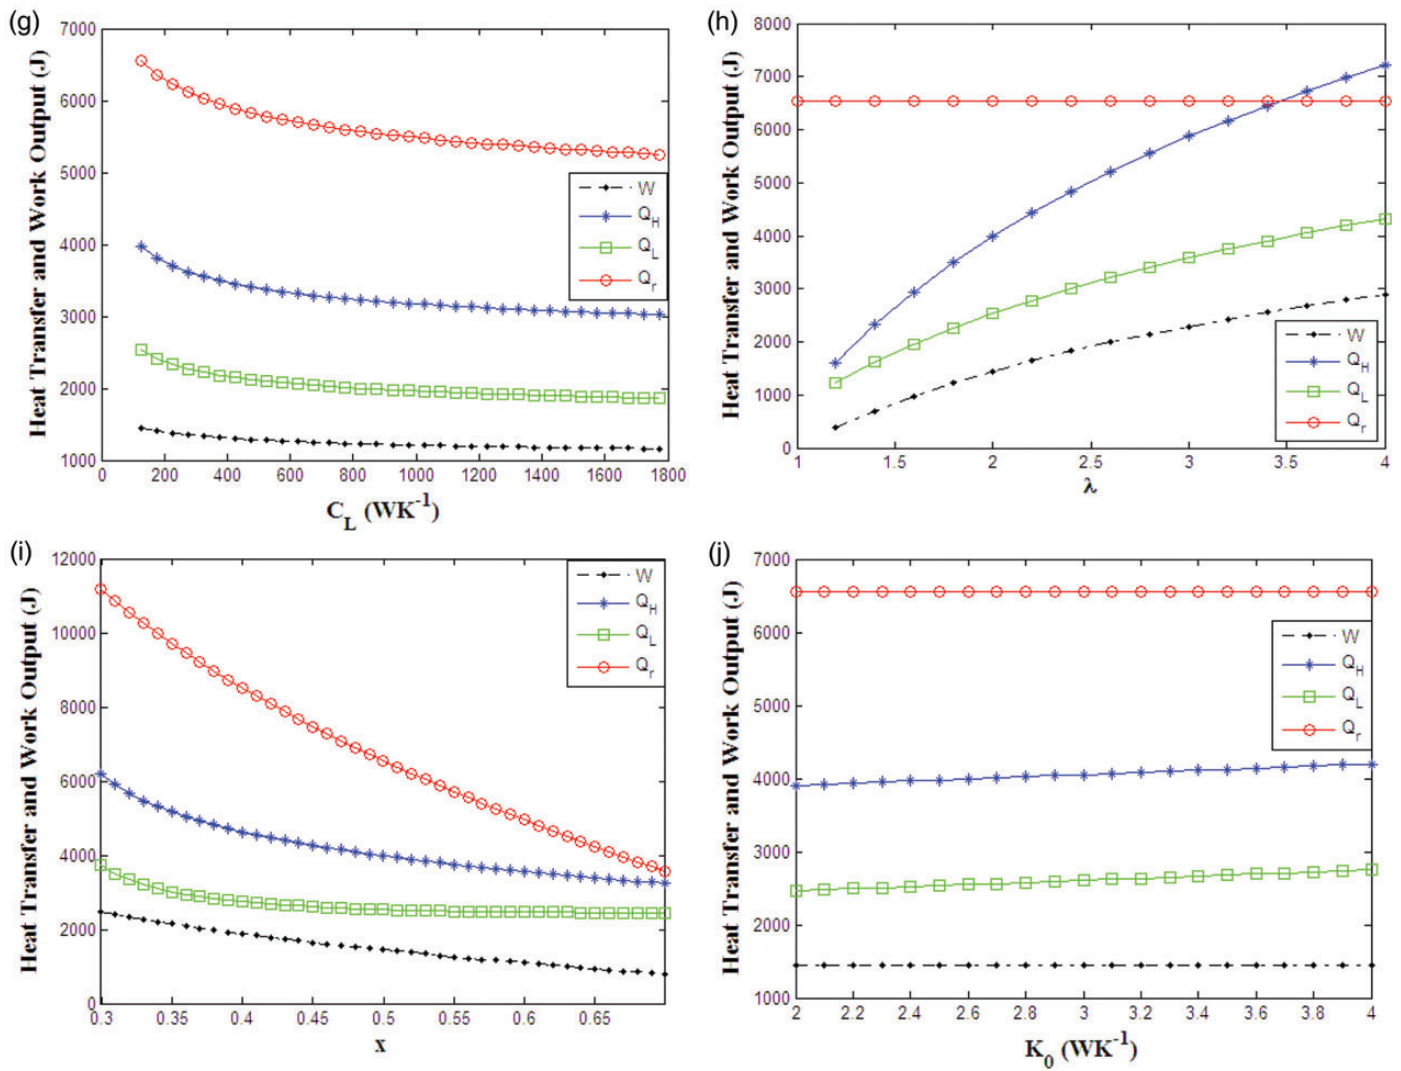 (g)
Heat Transfer and Work Output (J)
7000
6000
5000
4000
3000
2000
1000
0 200 400 600 800 1000 1200 1400 1600 1800
C_L (WK^-1)
W
Q_H
Q_L
Q_r
(h)
Heat Transfer and Work Output (J)
8000
7000
6000
5000
4000
3000
2000
1000
0
1 1.5 2 2.5 3 3.5 4
λ
W
Q_H
Q_L
Q_r
(i)
Heat Transfer and Work Output (J)
12000
10000
8000
6000
4000
2000
0
0.3 0.35 0.4 0.45 0.5 0.55 0.6 0.65
x
W
Q_H
Q_L
Q_r
(j)
Heat Transfer and Work Output (J)
7000
6000
5000
4000
3000
2000
1000
2 2.2 2.4 2.6 2.8 3 3.2 3.4 3.6 3.8 4
K_0 (WK^-1)
W
Q_H
Q_L
Q_r